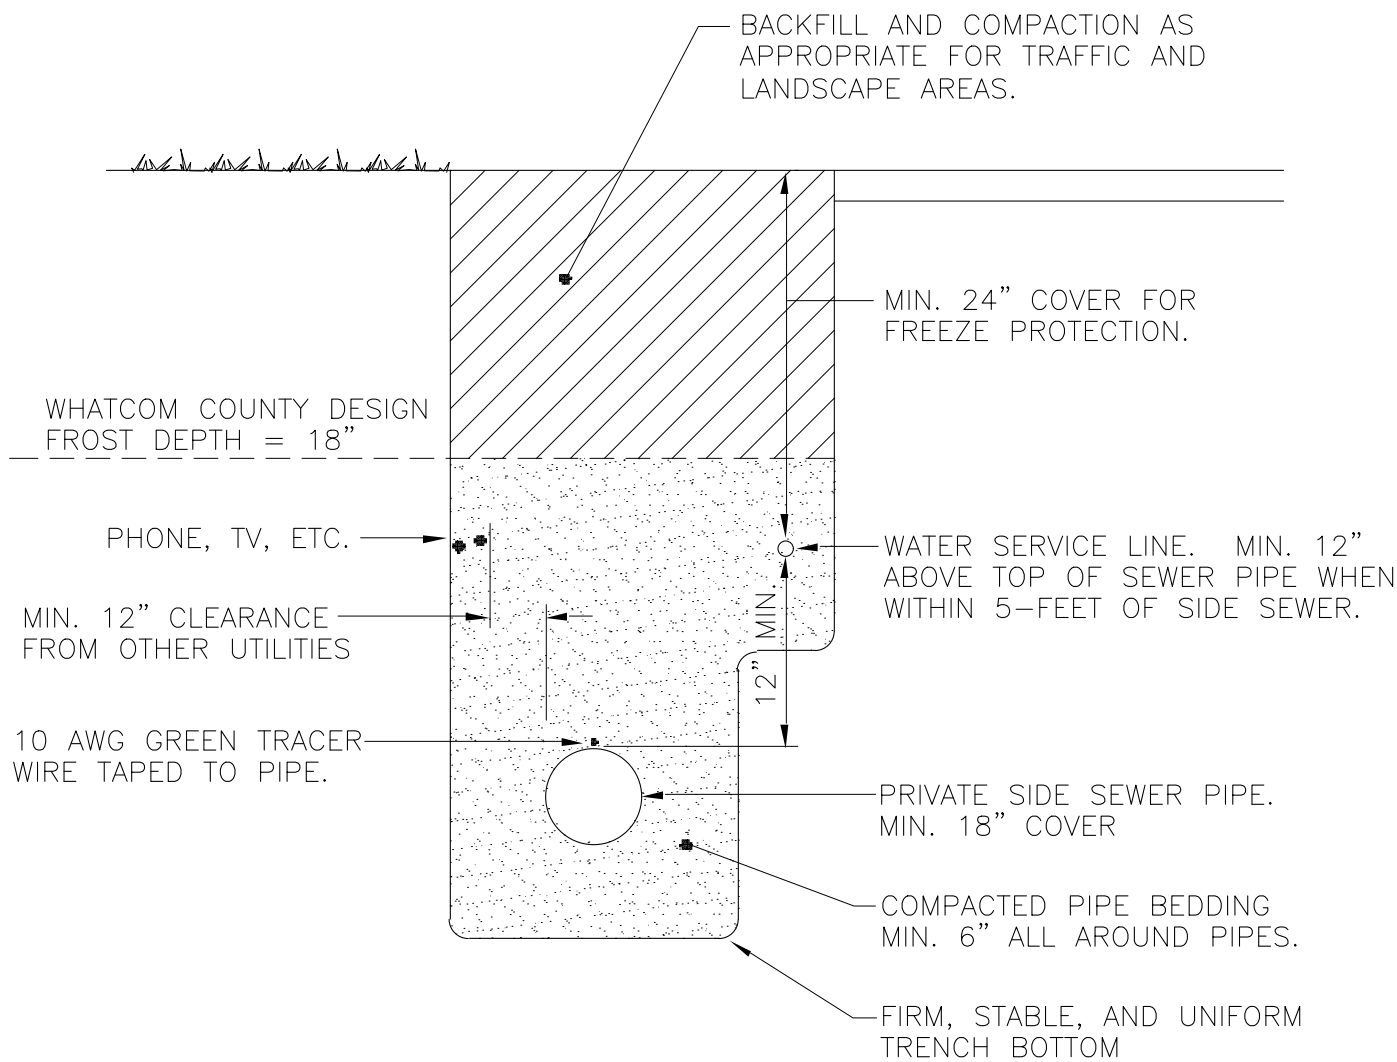 BACKFILL AND COMPACTION AS
APPROPRIATE FOR TRAFFIC AND
LANDSCAPE AREAS.
MIN. 24" COVER FOR
FREEZE PROTECTION.
WHATCOM COUNTY DESIGN
FROST DEPTH = 18"
PHONE, TV, ETC.
WATER SERVICE LINE. MIN. 12"
ABOVE TOP OF SEWER PIPE WHEN
WITHIN 5-FEET OF SIDE SEWER.
MIN. 12" CLEARANCE
FROM OTHER UTILITIES
12" MIN.
10 AWG GREEN TRACER
WIRE TAPED TO PIPE.
PRIVATE SIDE SEWER PIPE.
MIN. 18" COVER
COMPACTED PIPE BEDDING
MIN. 6" ALL AROUND PIPES.
FIRM, STABLE, AND UNIFORM
TRENCH BOTTOM